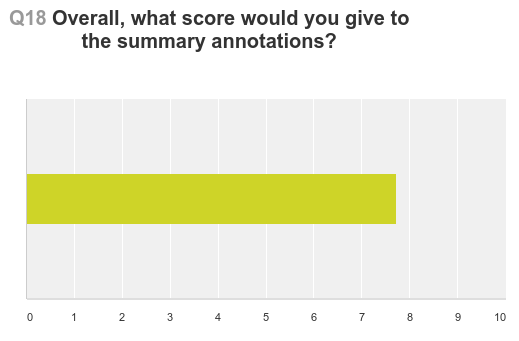 Q18 Overall, what score would you give to
the summary annotations?
0 1 2 3 4 5 6 7 8 9 10